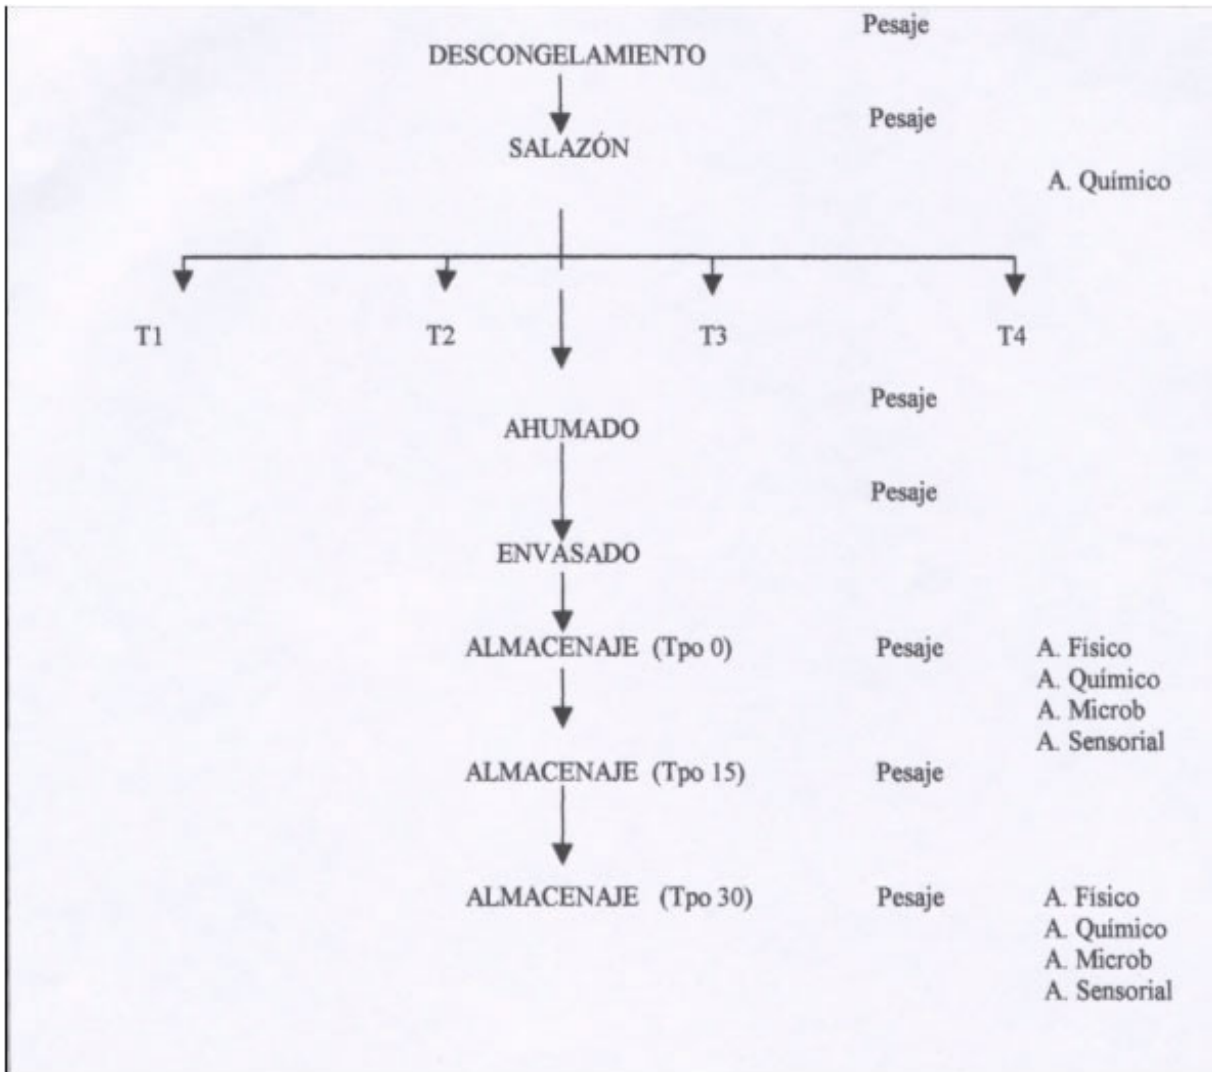 Pesaje
DESCONGELAMIENTO
Pesaje
SALAZÓN
A. Químico
T1 T2 T3 T4
Pesaje
AHUMADO
Pesaje
ENVASADO
ALMACENAJE (Tpo 0) Pesaje A. Físico
A. Químico
A. Microb
A. Sensorial
ALMACENAJE (Tpo 15) Pesaje
ALMACENAJE (Tpo 30) Pesaje A. Físico
A. Químico
A. Microb
A. Sensorial